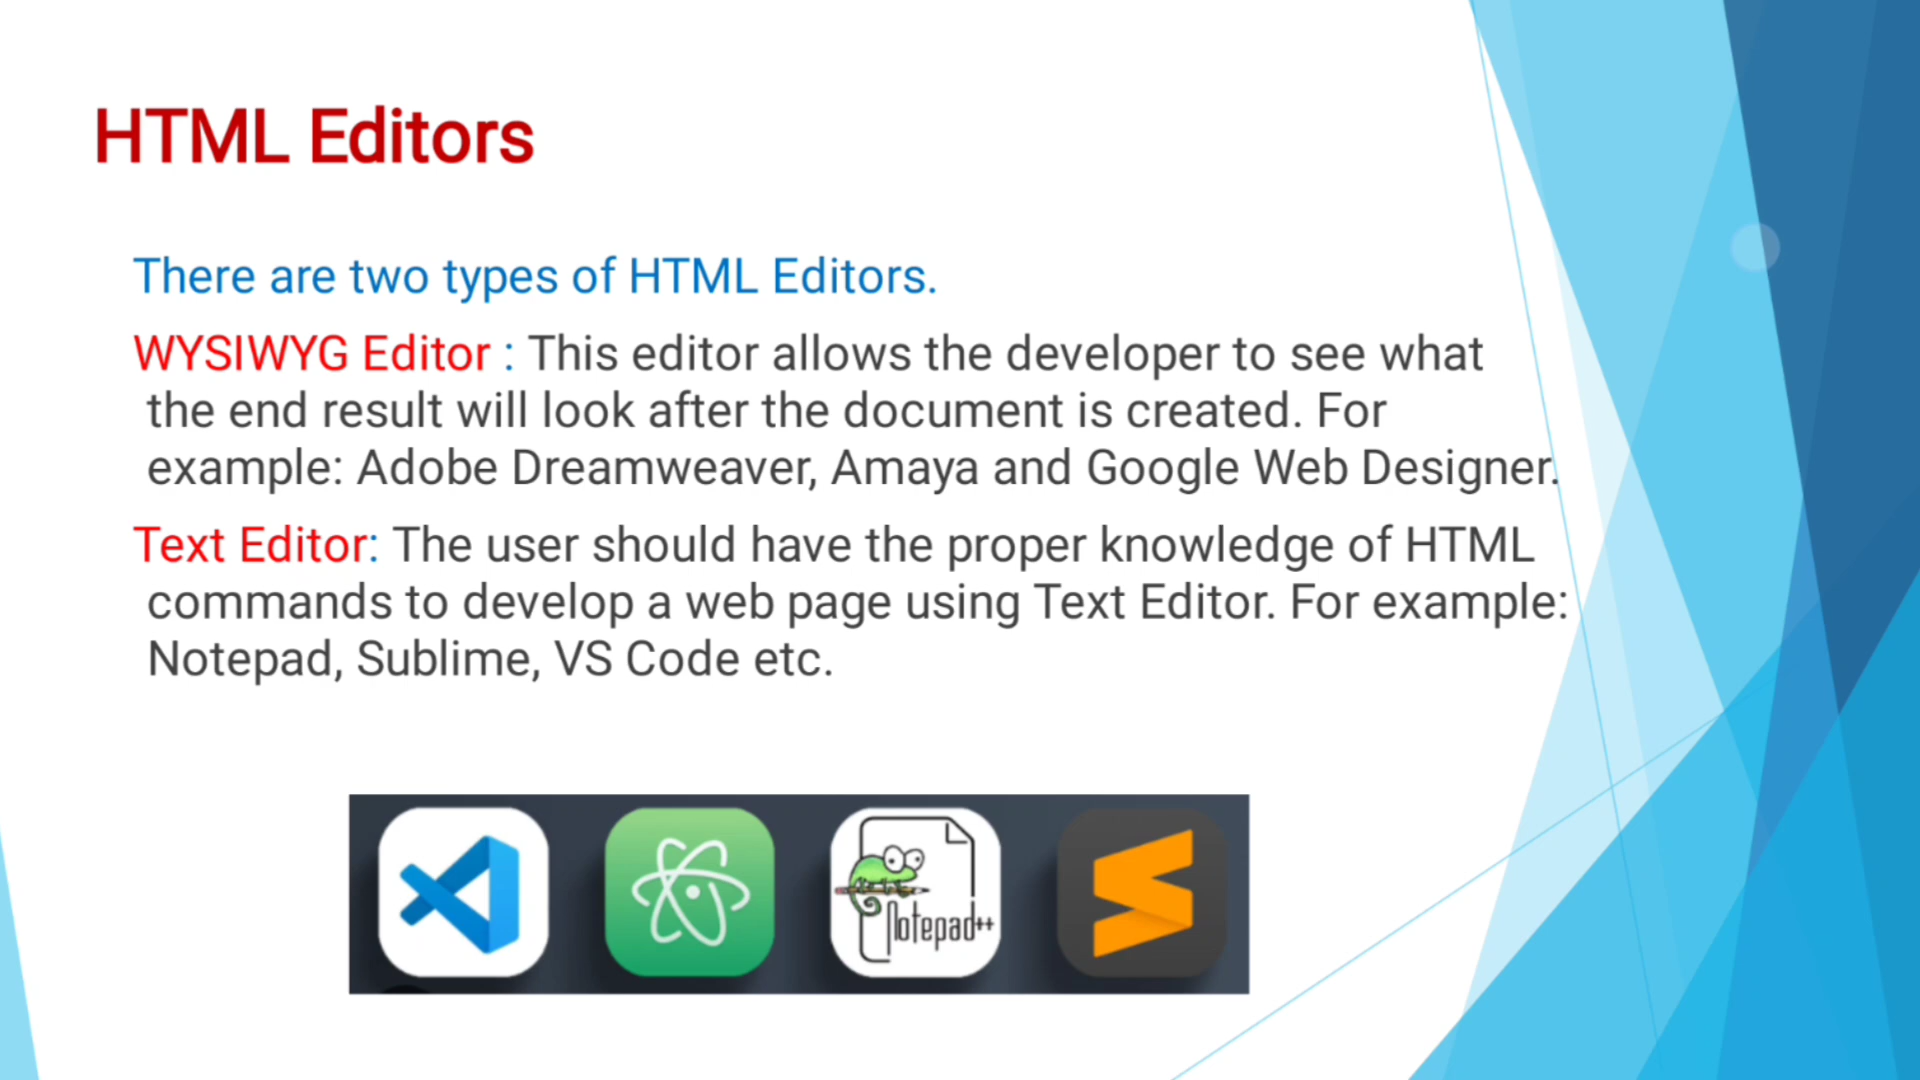 HTML Editors
There are two types of HTML Editors.
WYSIWYG Editor : This editor allows the developer to see what
the end result will look after the document is created. For
example: Adobe Dreamweaver, Amaya and Google Web Designer.
Text Editor: The user should have the proper knowledge of HTML
commands to develop a web page using Text Editor. For example:
Notepad, Sublime, VS Code etc.
Notepad++